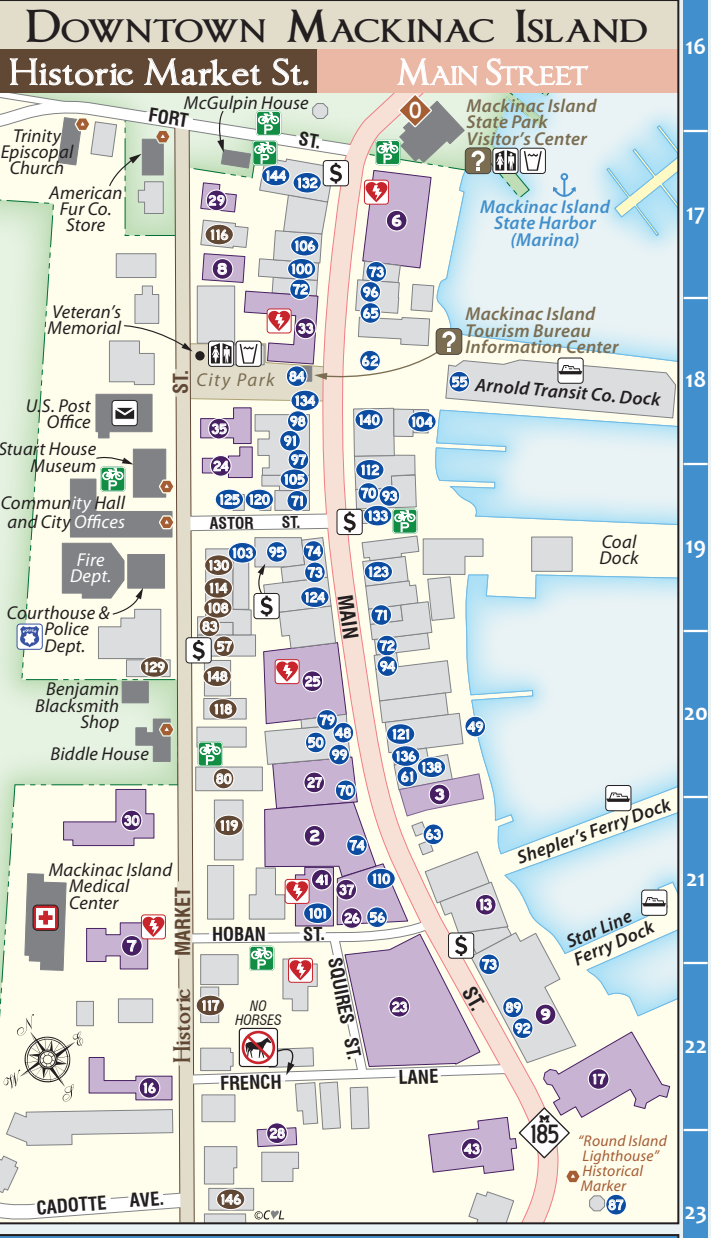 DOWNTOWN MACKINAC ISLAND
Historic Market St.
MAIN STREET
16
FORT
ST.
McGulpin House
P
P
P
O
Mackinac Island
State Park
Visitor's Center
?
Trinity
Episcopal
Church
American
Fur Co.
Store
144
132
$
29
116
8
106
100
72
6
73
96
65
62
Mackinac Island
State Harbor
(Marina)
17
Veteran's
Memorial
33
City Park
84
134
Mackinac Island
Tourism Bureau
Information Center
?
55
Arnold Transit Co. Dock
18
ST.
U.S. Post
Office
Stuart House
Museum
P
Community Hall
and City Offices
35
24
98
91
97
105
125
120
71
140
104
112
70
93
133
P
$
ASTOR
ST.
Coal
Dock
19
Fire
Dept.
Courthouse &
Police
Dept.
129
103
95
74
130
73
114
124
108
83
57
$
$
148
118
MAIN
123
71
72
94
25
Benjamin
Blacksmith
Shop
Biddle House
P
80
79
48
50
99
27
70
121
136
61
138
49
3
20
30
119
2
74
63
Shepler's Ferry Dock
Mackinac Island
Medical
Center
7
41
37
110
101
26
56
13
Star Line
Ferry Dock
21
Historic
MARKET
HOBAN
ST.
P
SQUIRES ST.
$
ST.
73
89
92
9
117
NO
HORSES
23
22
N
E
S
W
16
FRENCH
LANE
17
28
43
M
185
"Round Island
Lighthouse"
Historical
Marker
87
CADOTTE AVE.
146
©C♥L
23